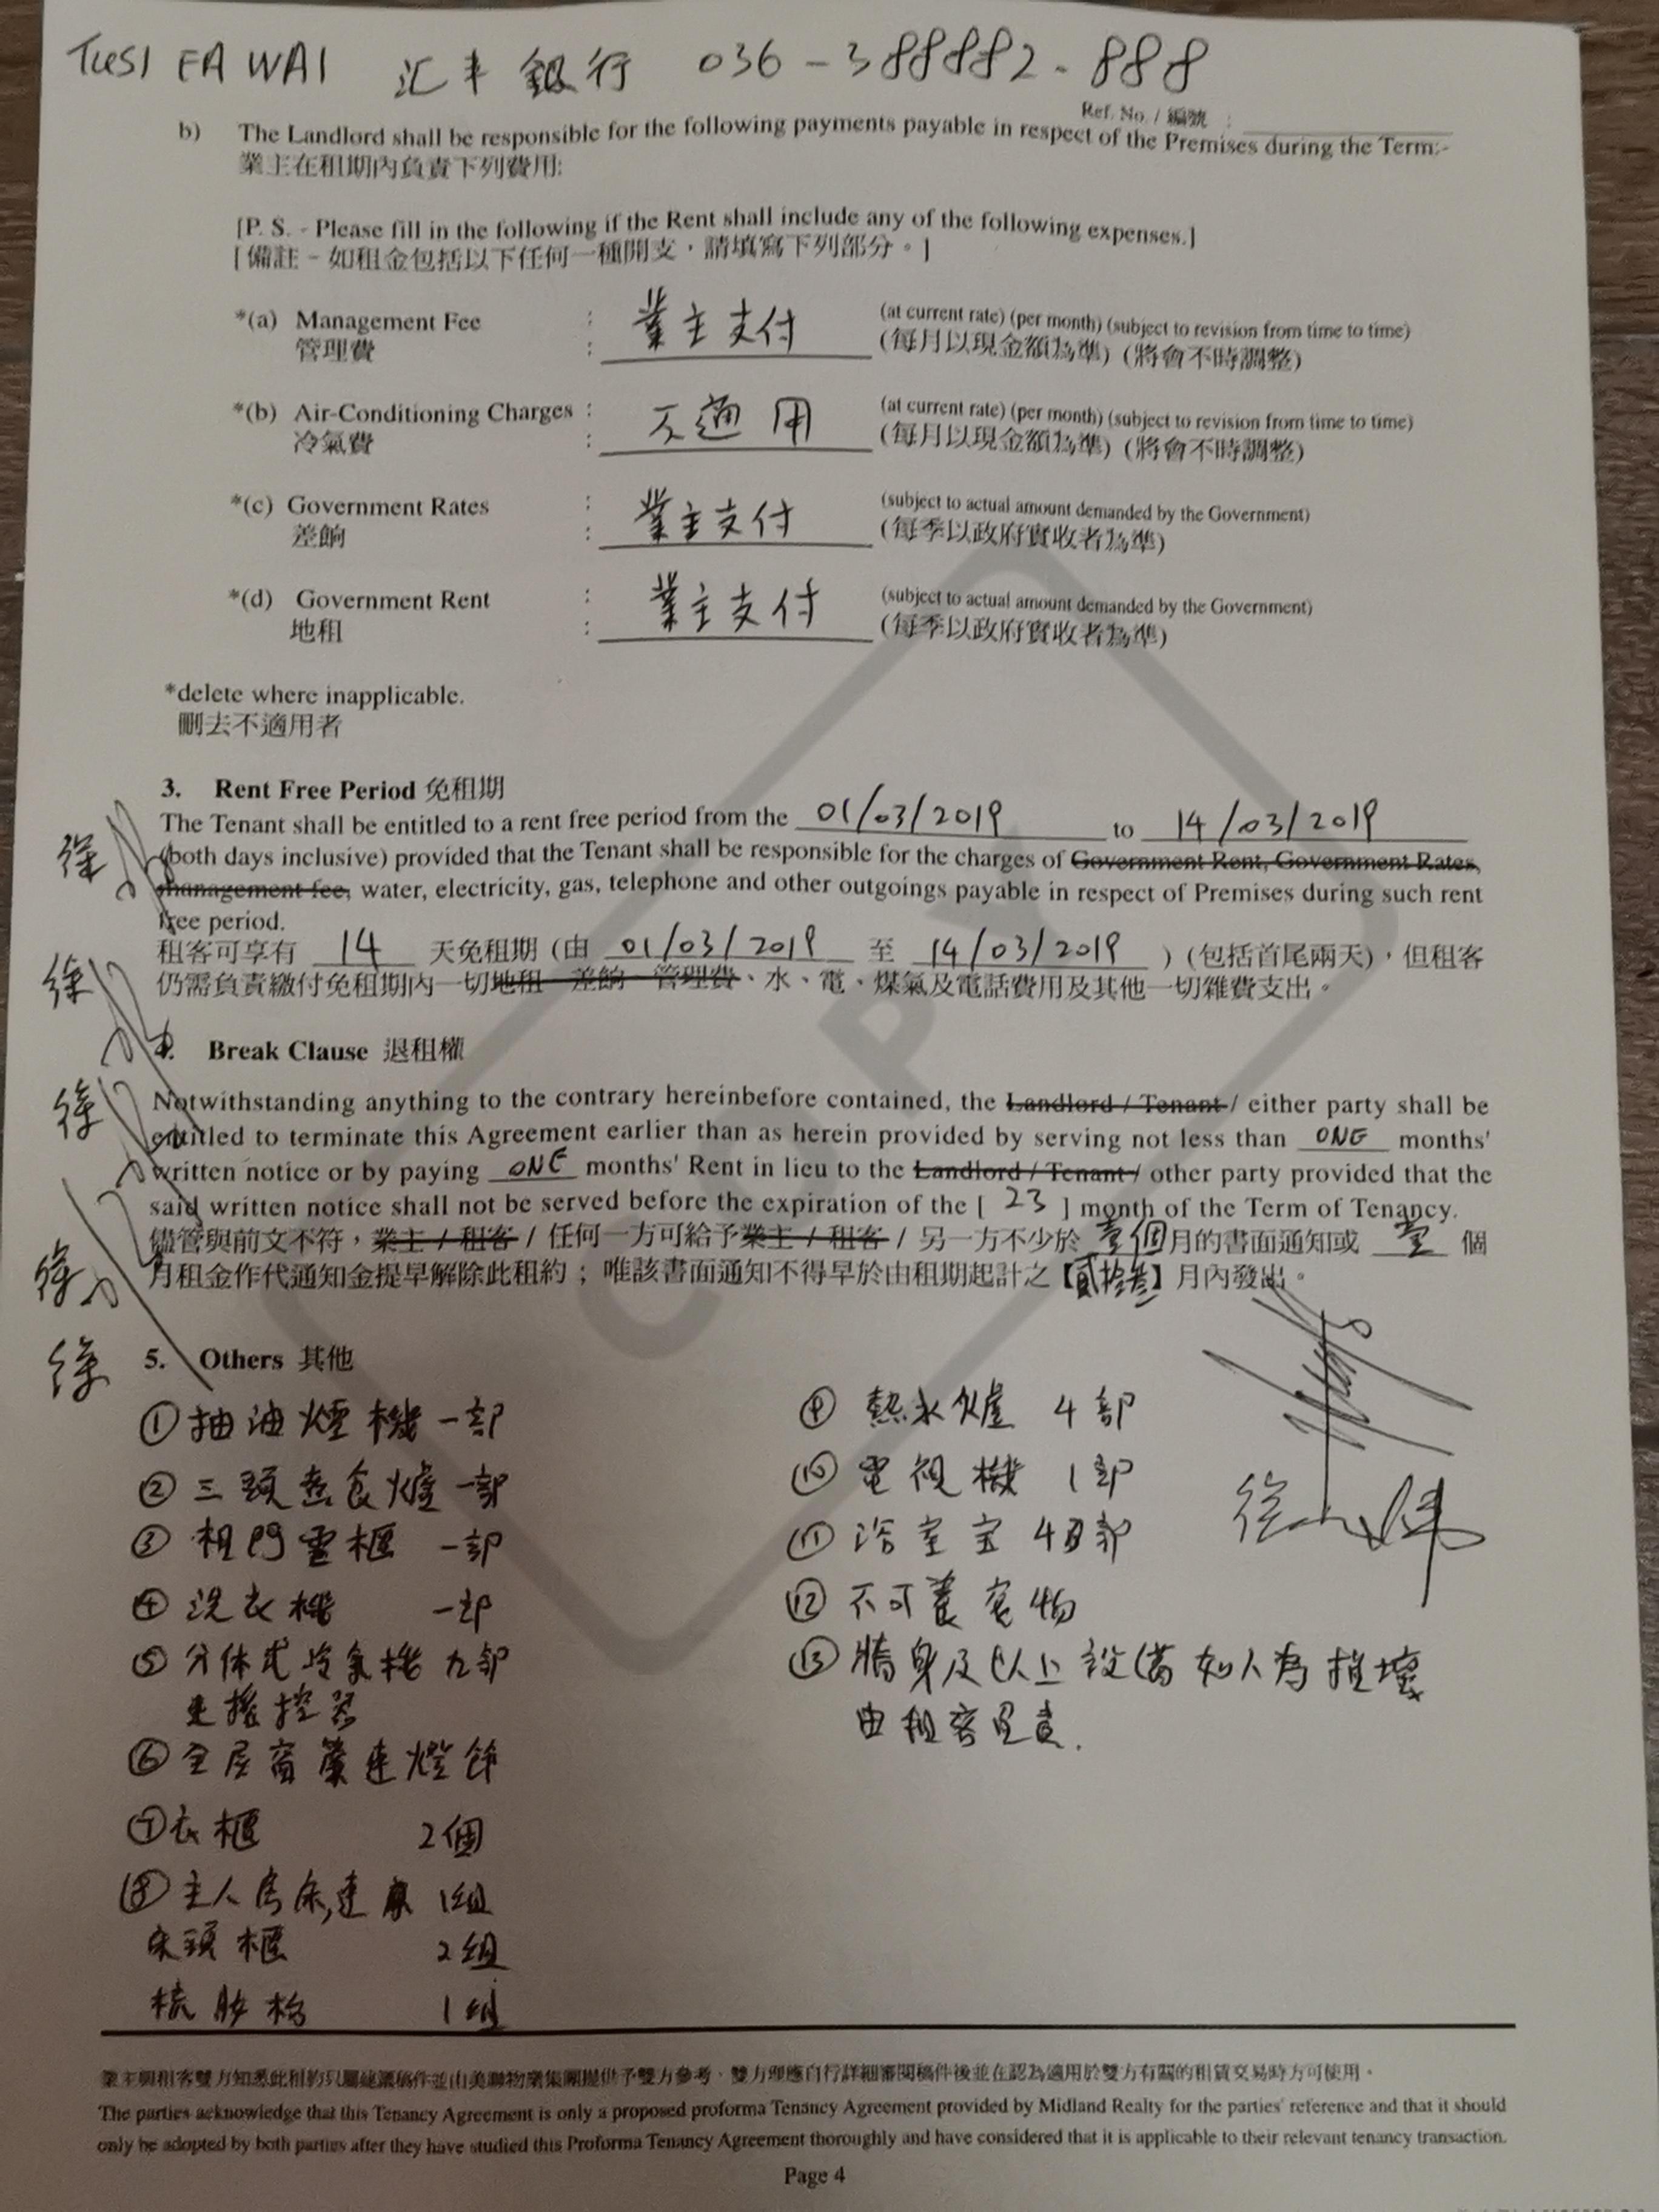 TUSI FA WAI 汇丰銀行 036-388882-888
Ref. No. / 編號 :
b) The Landlord shall be responsible for the following payments payable in respect of the Premises during the Term:-
業主在租期內負責下列費用:
[P. S. - Please fill in the following if the Rent shall include any of the following expenses.]
[ 備註 - 如租金包括以下任何一種開支，請填寫下列部分。]
*(a) Management Fee : 業主支付 (at current rate) (per month) (subject to revision from time to time)
管理費 : (每月以現金額為準) (將會不時調整)
*(b) Air-Conditioning Charges : 不適用 (at current rate) (per month) (subject to revision from time to time)
冷氣費 : (每月以現金額為準) (將會不時調整)
*(c) Government Rates : 業主支付 (subject to actual amount demanded by the Government)
差餉 : (每季以政府實收者為準)
*(d) Government Rent : 業主支付 (subject to actual amount demanded by the Government)
地租 : (每季以政府實收者為準)
*delete where inapplicable.
刪去不適用者
3. Rent Free Period 免租期
The Tenant shall be entitled to a rent free period from the 01/03/2019 to 14/03/2019
徐
(both days inclusive) provided that the Tenant shall be responsible for the charges of Government Rent, Government Rates,
management fee, water, electricity, gas, telephone and other outgoings payable in respect of Premises during such rent
free period.
租客可享有 14 天免租期 (由 01/03/2019 至 14/03/2019 ) (包括首尾兩天)，但租客
徐
仍需負責繳付免租期內一切地租、差餉、管理費、水、電、煤氣及電話費用及其他一切雜費支出。
4. Break Clause 退租權
徐
Notwithstanding anything to the contrary hereinbefore contained, the Landlord / Tenant / either party shall be
entitled to terminate this Agreement earlier than as herein provided by serving not less than ONE months'
written notice or by paying ONE months' Rent in lieu to the Landlord / Tenant / other party provided that the
said written notice shall not be served before the expiration of the [ 23 ] month of the Term of Tenancy.
儘管與前文不符，業主 / 租客 / 任何一方可給予業主 / 租客 / 另一方不少於壹個月的書面通知或 壹 個
徐
月租金作代通知金提早解除此租約；唯該書面通知不得早於由租期起計之【貳拾叁】月內發出。
徐
5. Others 其他
① 抽油煙機 一部
② 三頭煮食爐 一部
③ 相門雪櫃 一部
④ 洗衣機 一部
⑤ 分体式冷氣機 九部
連搖控器
⑥ 全屋窗簾連燈飾
⑦ 衣櫃 2個
⑧ 主人房床,連 1組
床頭櫃 2組
梳胺枱 1組
⑨ 熱水爐 4部
⑩ 電視機 1部
⑪ 浴室宝 4部
⑫ 不可養寵物
⑬ 牆身及以上設備如人為損壞
由租客負責.
業主與租客雙方知悉此租約只屬建議稿件並由美聯物業集團提供予雙方參考，雙方理應自行詳細審閱稿件後並在認為適用於雙方有關的租賃交易時方可使用。
The parties acknowledge that this Tenancy Agreement is only a proposed proforma Tenancy Agreement provided by Midland Realty for the parties' reference and that it should
only be adopted by both parties after they have studied this Proforma Tenancy Agreement thoroughly and have considered that it is applicable to their relevant tenancy transaction.
Page 4
COPY